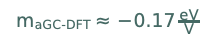 m_aGC-DFT ≈ −0.17 eV/V